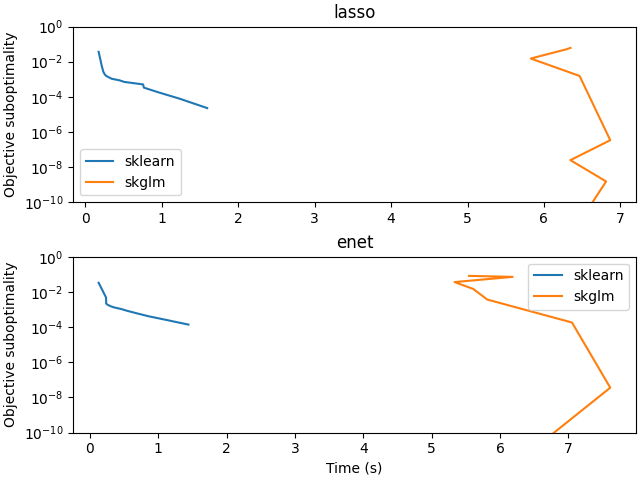 lasso
Objective suboptimality
10^0
10^-2
10^-4
10^-6
10^-8
10^-10
sklearn
skglm
0 1 2 3 4 5 6 7
enet
Objective suboptimality
10^0
10^-2
10^-4
10^-6
10^-8
10^-10
sklearn
skglm
0 1 2 3 4 5 6 7
Time (s)